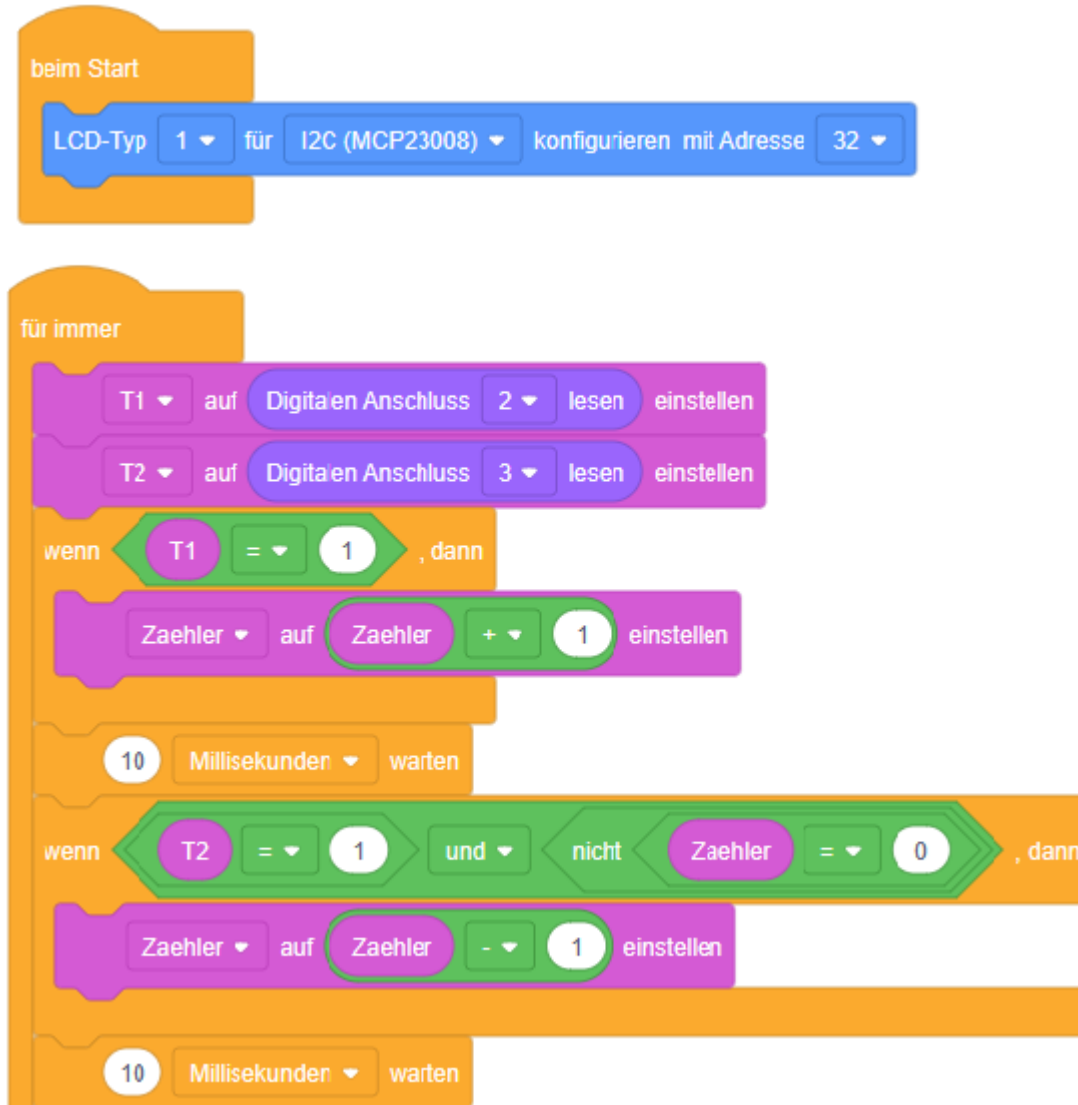 beim Start
LCD-Typ 1 für I2C (MCP23008) konfigurieren mit Adresse 32
für immer
T1 auf Digitalen Anschluss 2 lesen einstellen
T2 auf Digitalen Anschluss 3 lesen einstellen
wenn T1 = 1 , dann
Zaehler auf Zaehler + 1 einstellen
10 Millisekunden warten
wenn T2 = 1 und nicht Zaehler = 0 , dann
Zaehler auf Zaehler - 1 einstellen
10 Millisekunden warten